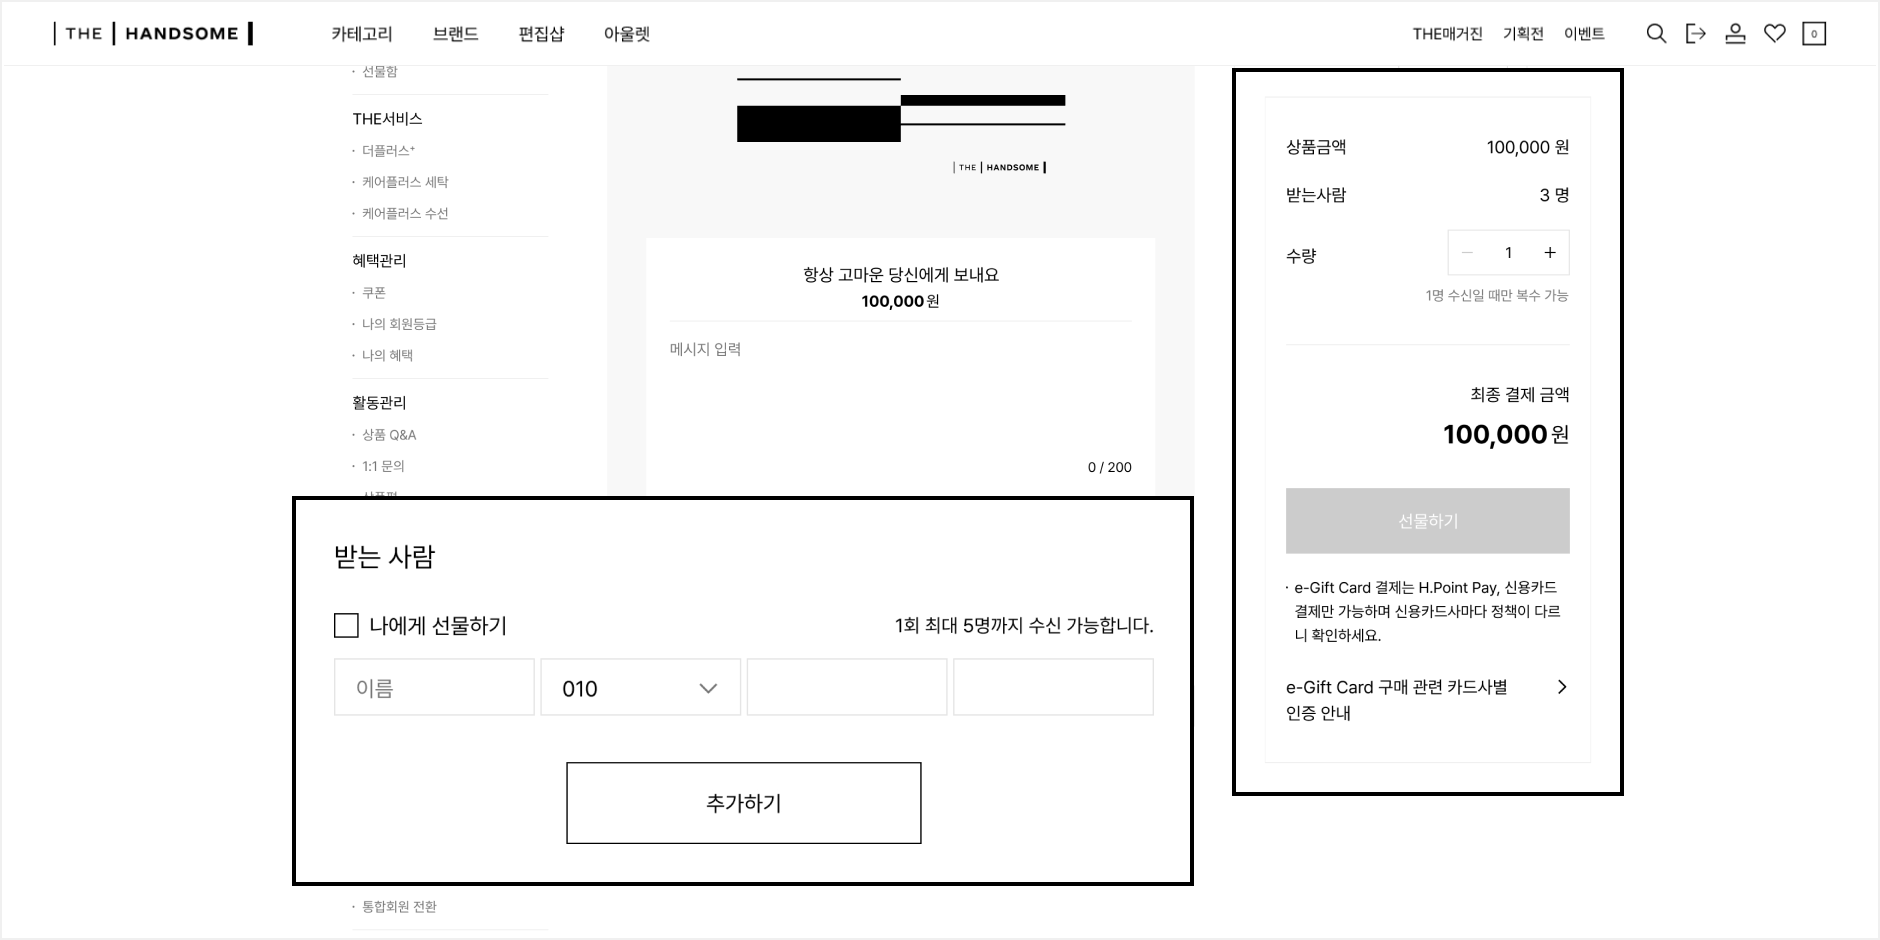 THE HANDSOME
카테고리 브랜드 편집샵 아울렛
THE매거진 기획전 이벤트
0
· 선물함
THE서비스
· 더플러스⁺
· 케어플러스 세탁
· 케어플러스 수선
혜택관리
· 쿠폰
· 나의 회원등급
· 나의 혜택
활동관리
· 상품 Q&A
· 1:1 문의
· 상품평
THE HANDSOME
항상 고마운 당신에게 보내요
100,000 원
메시지 입력
0 / 200
받는 사람
나에게 선물하기
1회 최대 5명까지 수신 가능합니다.
이름
010
추가하기
· 통합회원 전환
상품금액 100,000 원
받는사람 3 명
수량 − 1 +
1명 수신일 때만 복수 가능
최종 결제 금액
100,000 원
선물하기
· e-Gift Card 결제는 H.Point Pay, 신용카드
결제만 가능하며 신용카드사마다 정책이 다르
니 확인하세요.
e-Gift Card 구매 관련 카드사별
인증 안내